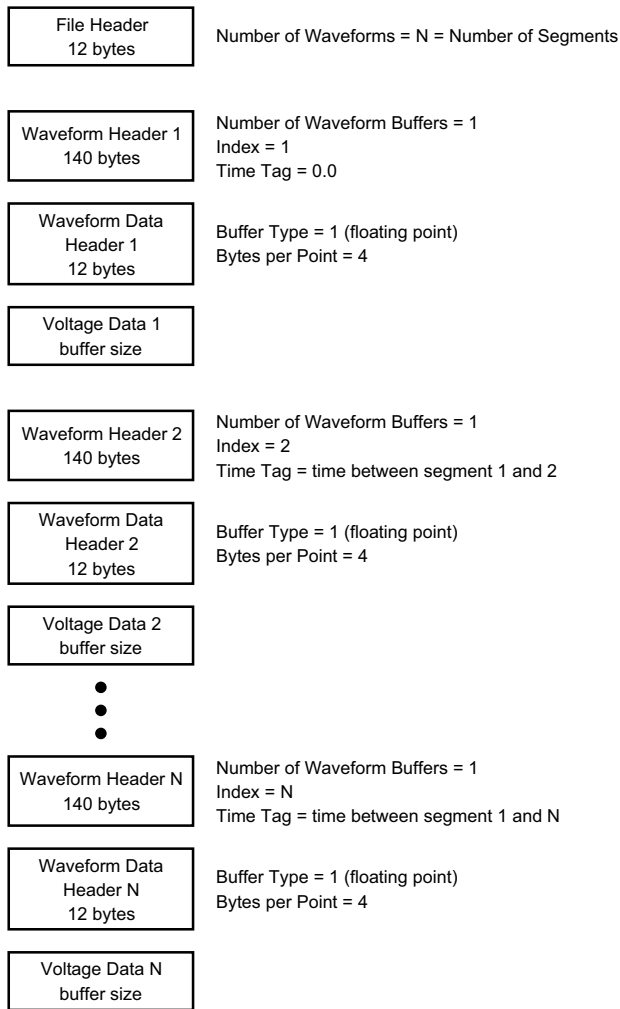 File Header
12 bytes
Number of Waveforms = N = Number of Segments
Waveform Header 1
140 bytes
Number of Waveform Buffers = 1
Index = 1
Time Tag = 0.0
Waveform Data
Header 1
12 bytes
Buffer Type = 1 (floating point)
Bytes per Point = 4
Voltage Data 1
buffer size
Waveform Header 2
140 bytes
Number of Waveform Buffers = 1
Index = 2
Time Tag = time between segment 1 and 2
Waveform Data
Header 2
12 bytes
Buffer Type = 1 (floating point)
Bytes per Point = 4
Voltage Data 2
buffer size
Waveform Header N
140 bytes
Number of Waveform Buffers = 1
Index = N
Time Tag = time between segment 1 and N
Waveform Data
Header N
12 bytes
Buffer Type = 1 (floating point)
Bytes per Point = 4
Voltage Data N
buffer size